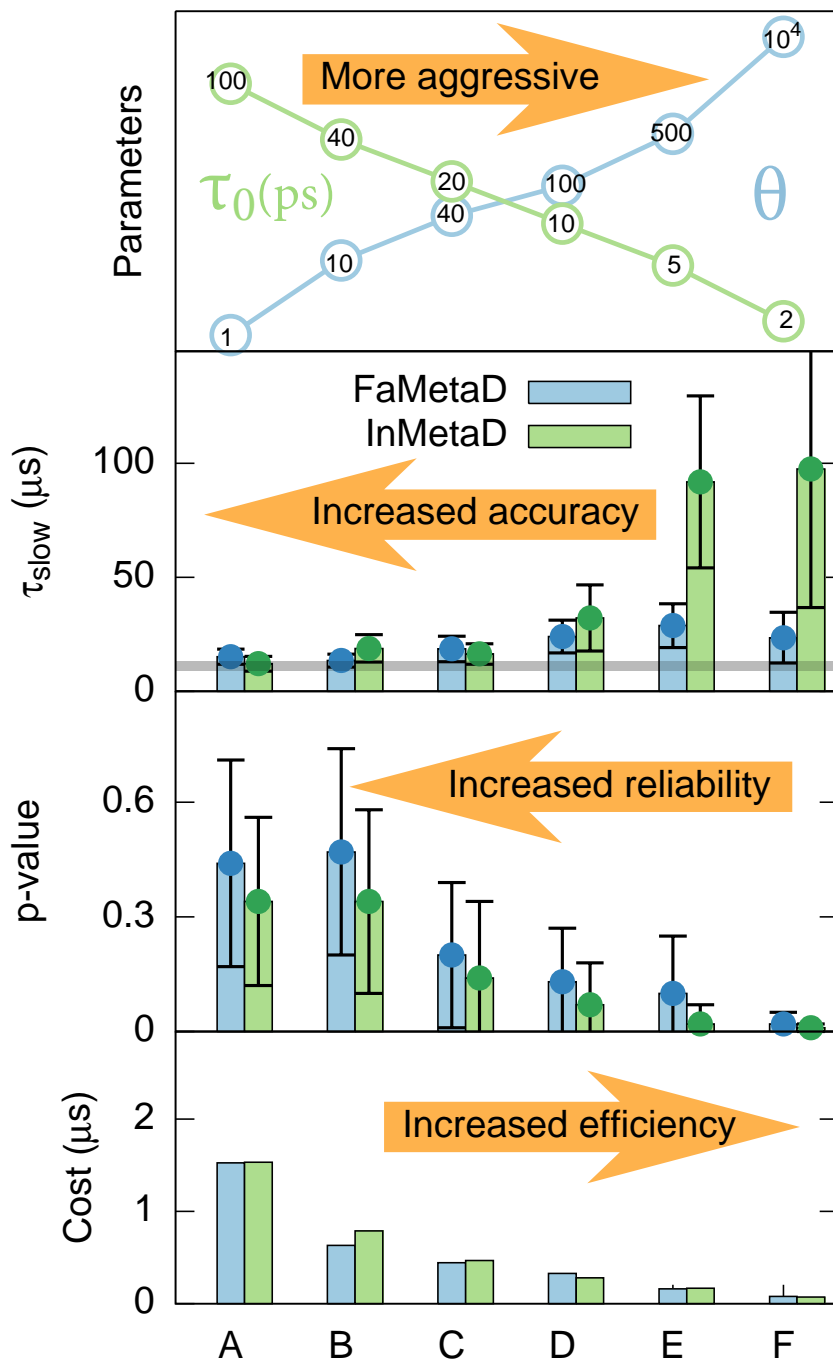 More aggressive
Parameters
100
40
20
10
5
2
τ0(ps)
1
10
40
100
500
10⁴
θ
FaMetaD
InMetaD
Increased accuracy
τslow (μs)
100
50
0
Increased reliability
p-value
0.6
0.3
0
Increased efficiency
Cost (μs)
2
1
0
A B C D E F